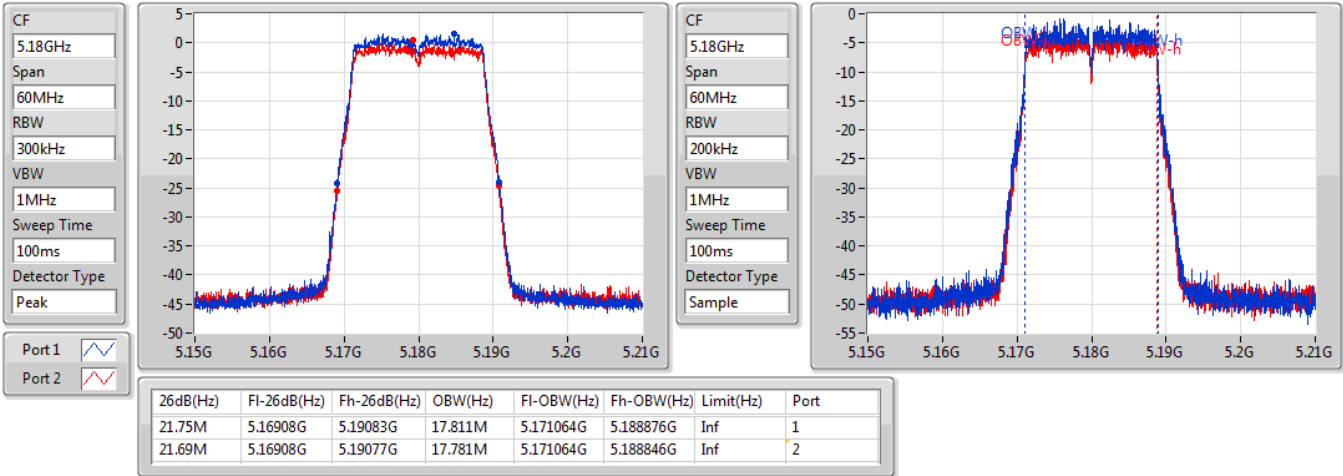 CF
5.18GHz
Span
60MHz
RBW
300kHz
VBW
1MHz
Sweep Time
100ms
Detector Type
Peak
Port 1
Port 2
5
0
-5
-10
-15
-20
-25
-30
-35
-40
-45
-50
5.15G 5.16G 5.17G 5.18G 5.19G 5.2G 5.21G
CF
5.18GHz
Span
60MHz
RBW
200kHz
VBW
1MHz
Sweep Time
100ms
Detector Type
Sample
0
-5
-10
-15
-20
-25
-30
-35
-40
-45
-50
-55
5.15G 5.16G 5.17G 5.18G 5.19G 5.2G 5.21G
26dB(Hz) Fl-26dB(Hz) Fh-26dB(Hz) OBW(Hz) Fl-OBW(Hz) Fh-OBW(Hz) Limit(Hz) Port
21.75M 5.16908G 5.19083G 17.811M 5.171064G 5.188876G Inf 1
21.69M 5.16908G 5.19077G 17.781M 5.171064G 5.188846G Inf 2